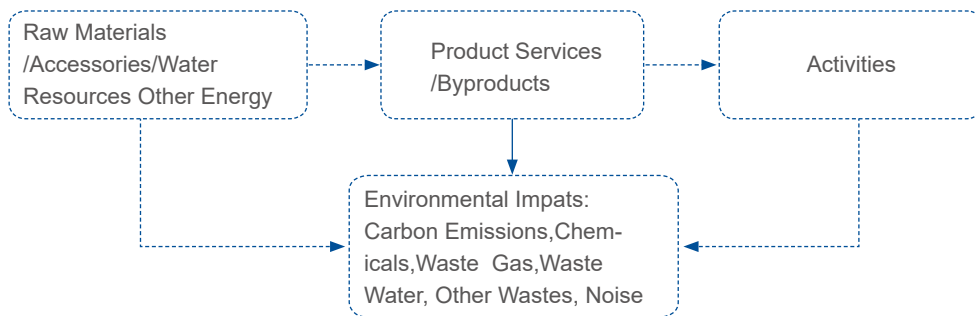 Raw Materials
/Accessories/Water
Resources Other Energy
Product Services
/Byproducts
Activities
Environmental Impats:
Carbon Emissions,Chem-
icals,Waste  Gas,Waste
Water, Other Wastes, Noise